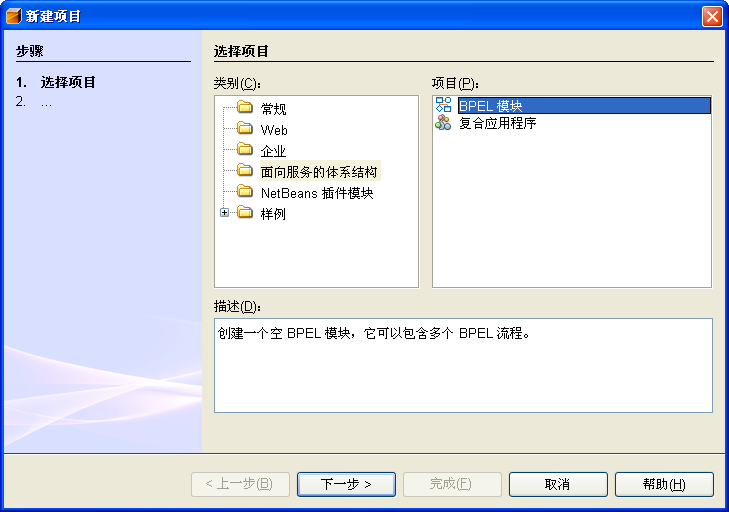 新建项目
步骤
1. 选择项目
2. ...
选择项目
类别(C):
常规
Web
企业
面向服务的体系结构
NetBeans 插件模块
样例
项目(P):
BPEL 模块
复合应用程序
描述(D):
创建一个空 BPEL 模块，它可以包含多个 BPEL 流程。
< 上一步(B)
下一步 >
完成(F)
取消
帮助(H)